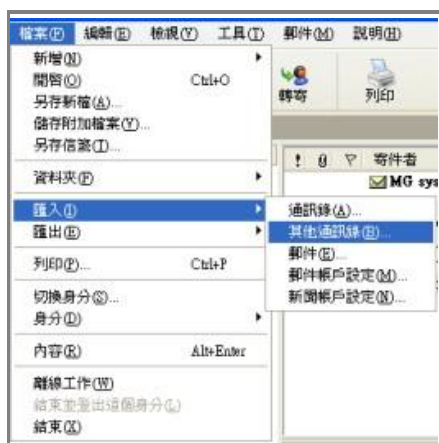 檔案(F) 編輯(E) 檢視(V) 工具(T) 郵件(M) 說明(H)
新增(N)
開啓(O) Ctrl+O
另存新檔(A)...
儲存附加檔案(Y)...
另存信箋(I)...
資料夾(F)
匯入(I)
匯出(E)
列印(P)... Ctrl+P
切換身分(S)...
身分(D)
內容(R) Alt+Enter
離線工作(W)
結束並登出這個身分(L)
結束(X)
轉寄
列印
! 寄件者
MG sys
通訊錄(A)...
其他通訊錄(B)...
郵件(E)...
郵件帳戶設定(M)...
新聞帳戶設定(N)...